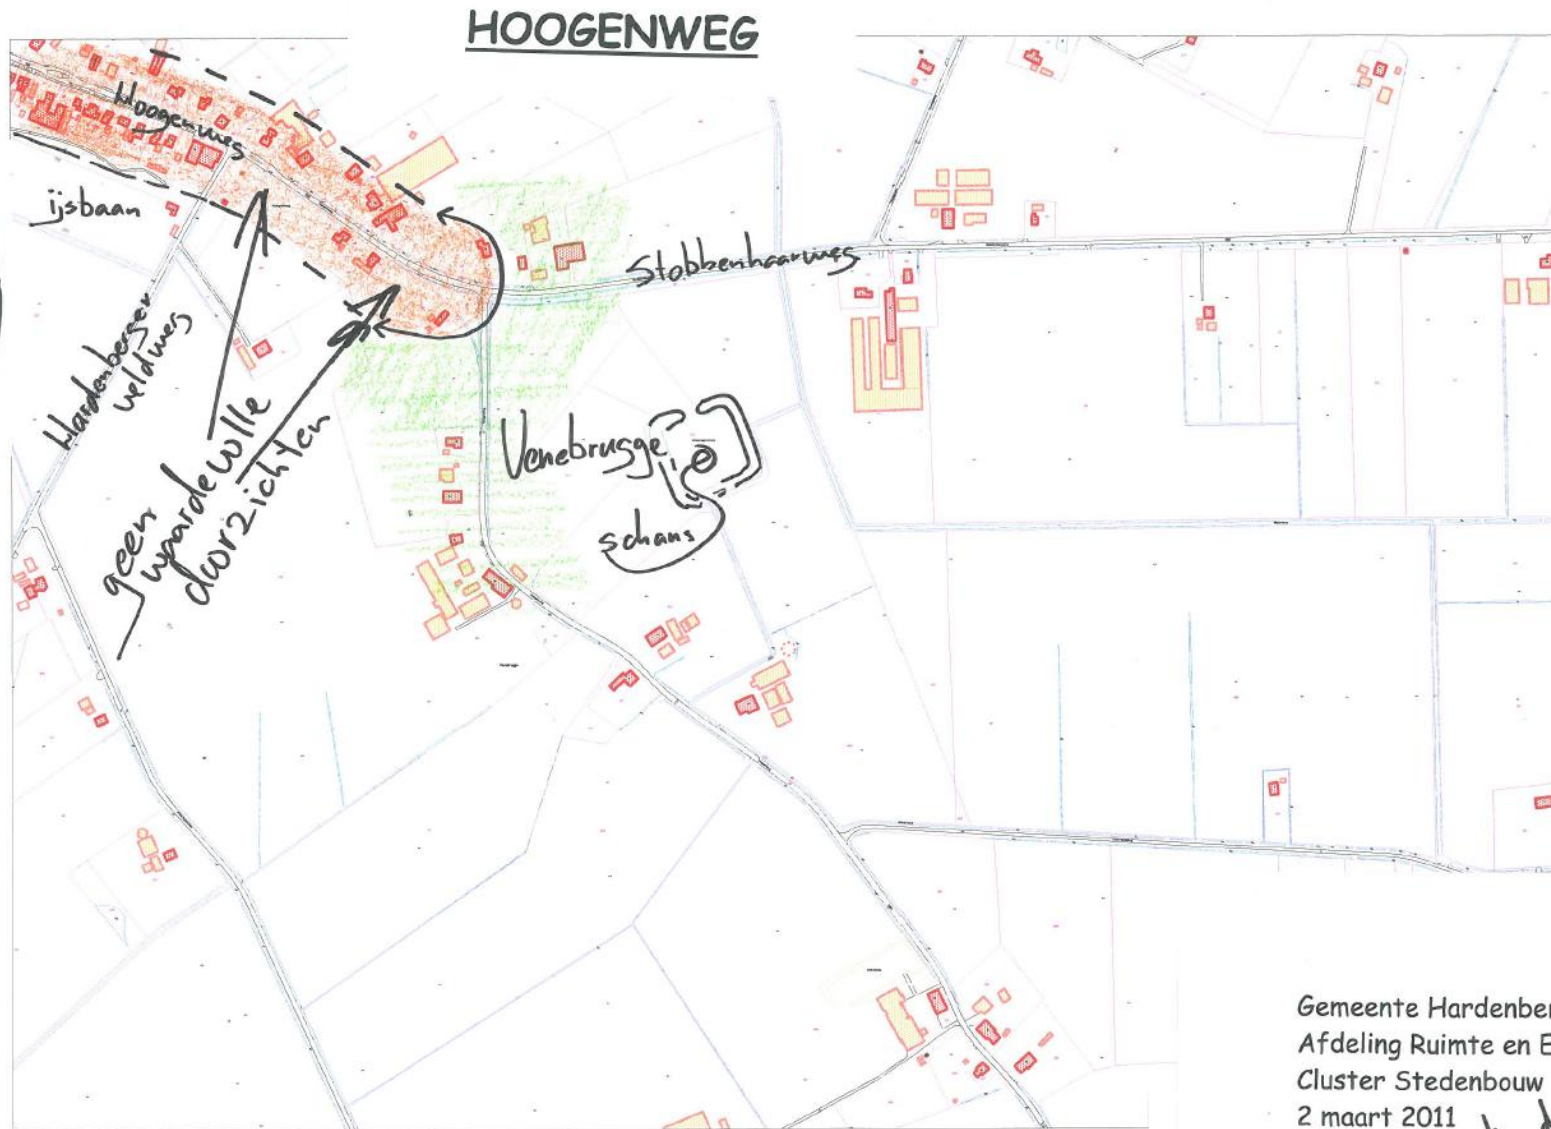 HOOGENWEG
Hoogenweg
ijsbaan
Stobbenhaarweg
Hardenberger
veldweg
geen
waardevolle
doorzichten
Venebrugge
schans
Gemeente Hardenber
Afdeling Ruimte en E
Cluster Stedenbouw
2 maart 2011